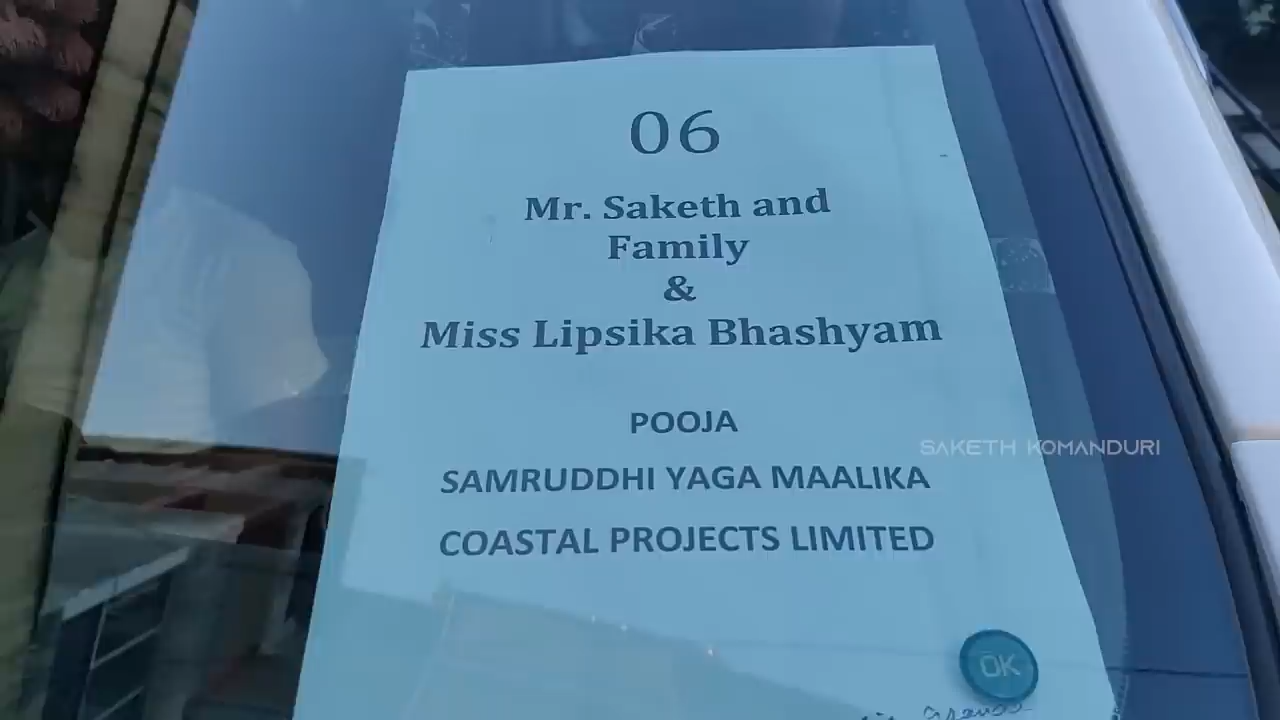 06
Mr. Saketh and
Family
&
Miss Lipsika Bhashyam
POOJA
SAKETH KOMANDURI
SAMRUDDHI YAGA MAALIKA
COASTAL PROJECTS LIMITED
OK